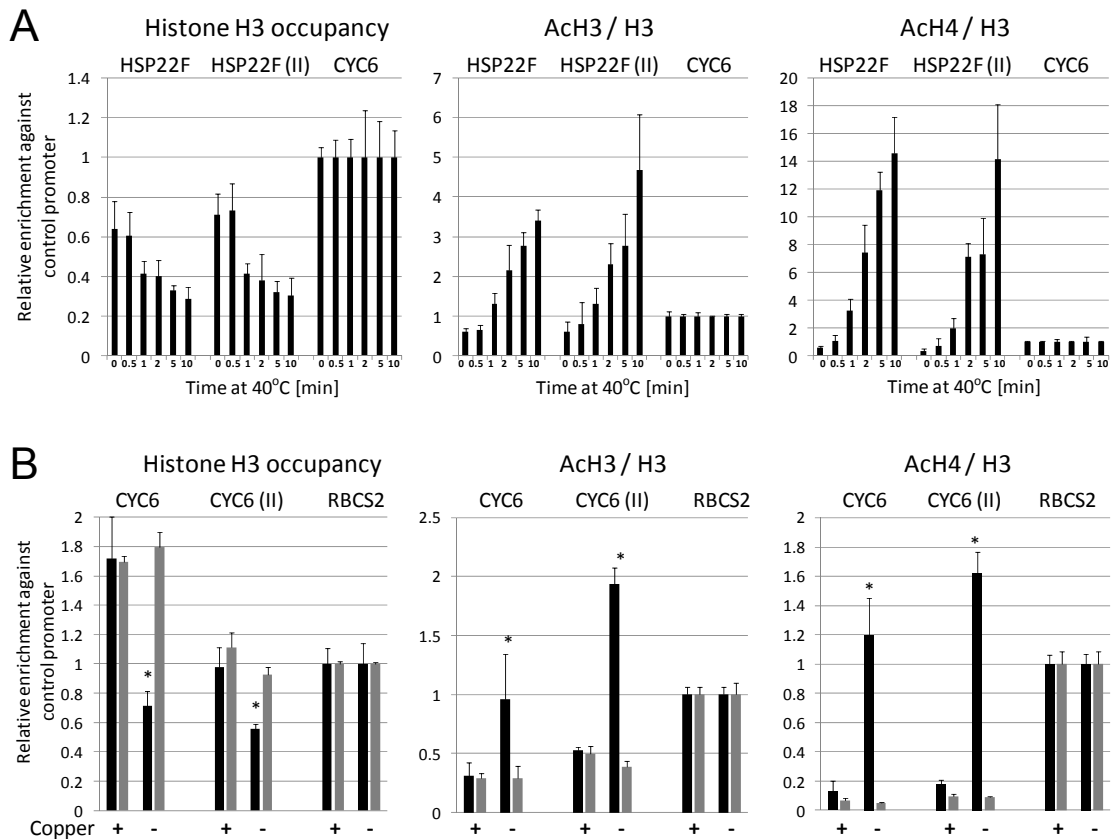 A
Histone H3 occupancy
AcH3 / H3
AcH4 / H3
HSP22F HSP22F (II) CYC6
HSP22F HSP22F (II) CYC6
HSP22F HSP22F (II) CYC6
Relative enrichment against
control promoter
1.4
1.2
1
0.8
0.6
0.4
0.2
0
7
6
5
4
3
2
1
0
20
18
16
14
12
10
8
6
4
2
0
0 0.5 1 2 5 10 0 0.5 1 2 5 10 0 0.5 1 2 5 10
0 0.5 1 2 5 10 0 0.5 1 2 5 10 0 0.5 1 2 5 10
0 0.5 1 2 5 10 0 0.5 1 2 5 10 0 0.5 1 2 5 10
Time at 40°C [min]
Time at 40°C [min]
Time at 40°C [min]
B
Histone H3 occupancy
AcH3 / H3
AcH4 / H3
CYC6 CYC6 (II) RBCS2
CYC6 CYC6 (II) RBCS2
CYC6 CYC6 (II) RBCS2
Relative enrichment against
control promoter
2
1.8
1.6
1.4
1.2
1
0.8
0.6
0.4
0.2
0
* *
2.5
2
1.5
1
0.5
0
* *
2
1.8
1.6
1.4
1.2
1
0.8
0.6
0.4
0.2
0
* *
Copper + - + - + -
+ - + - + -
+ - + - + -